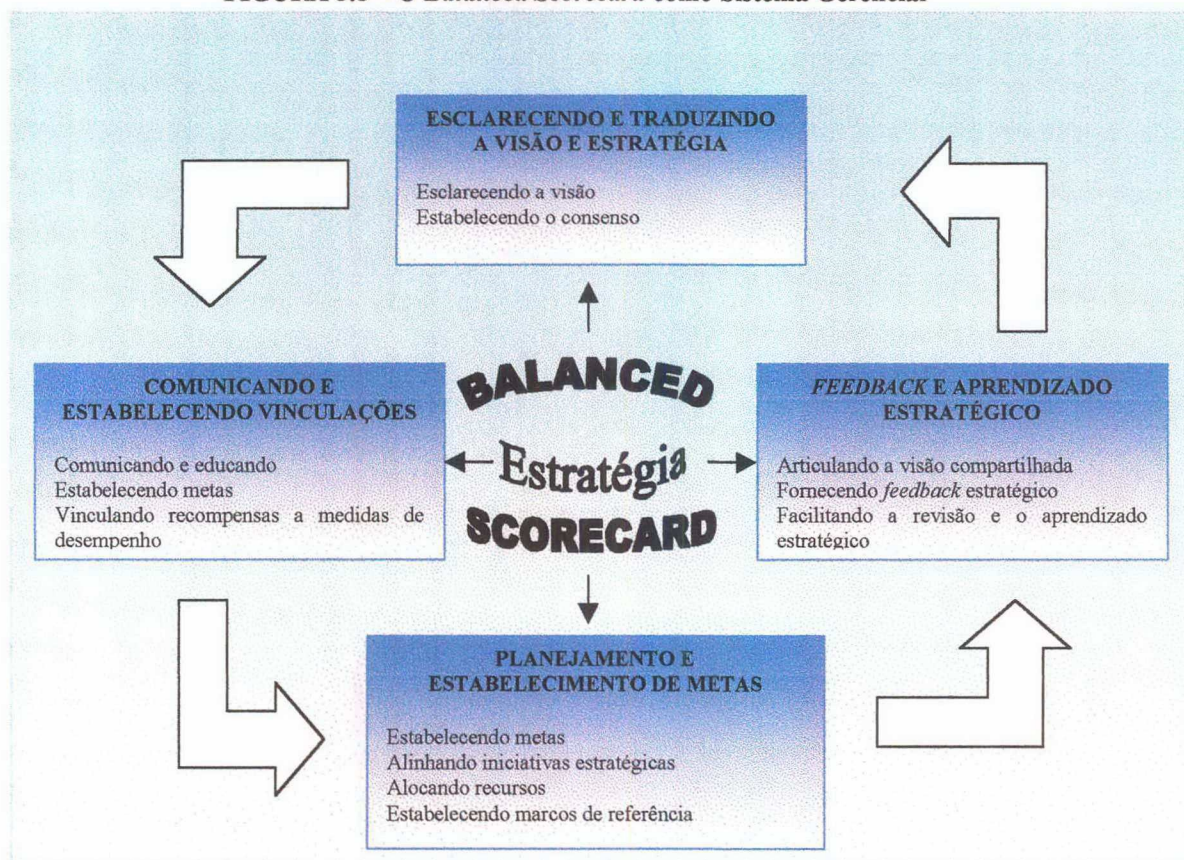 ESCLARECENDO E TRADUZINDO
A VISÃO E ESTRATÉGIA
Esclarecendo a visão
Estabelecendo o consenso
COMUNICANDO E
ESTABELECENDO VINCULAÇÕES
Comunicando e educando
Estabelecendo metas
Vinculando recompensas a medidas de
desempenho
BALANCED
Estratégia
SCORECARD
FEEDBACK E APRENDIZADO
ESTRATÉGICO
Articulando a visão compartilhada
Fornecendo feedback estratégico
Facilitando a revisão e o aprendizado
estratégico
PLANEJAMENTO E
ESTABELECIMENTO DE METAS
Estabelecendo metas
Alinhando iniciativas estratégicas
Alocando recursos
Estabelecendo marcos de referência